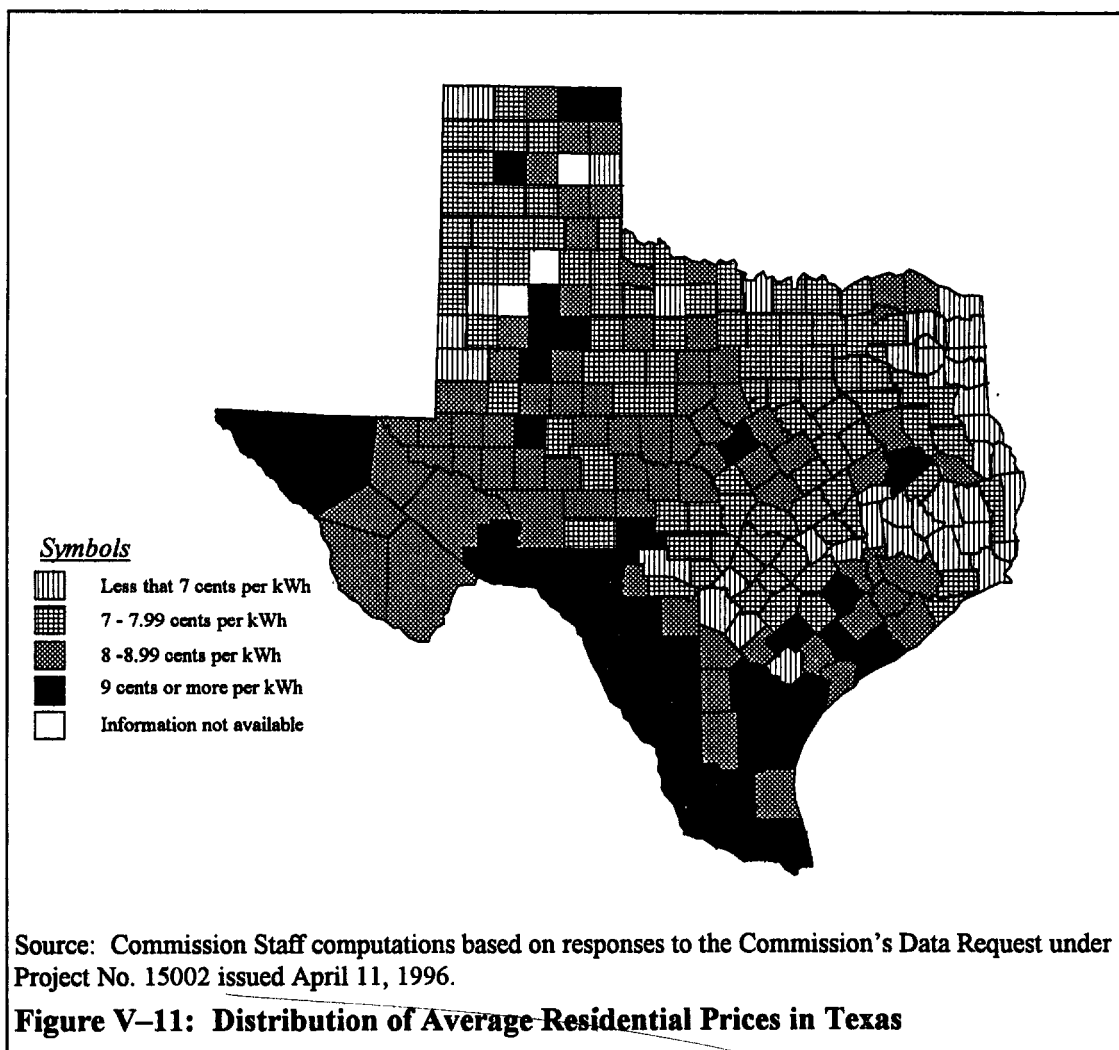 Symbols
Less that 7 cents per kWh
7 - 7.99 cents per kWh
8 -8.99 cents per kWh
9 cents or more per kWh
Information not available
Source: Commission Staff computations based on responses to the Commission's Data Request under
Project No. 15002 issued April 11, 1996.
Figure V–11: Distribution of Average Residential Prices in Texas